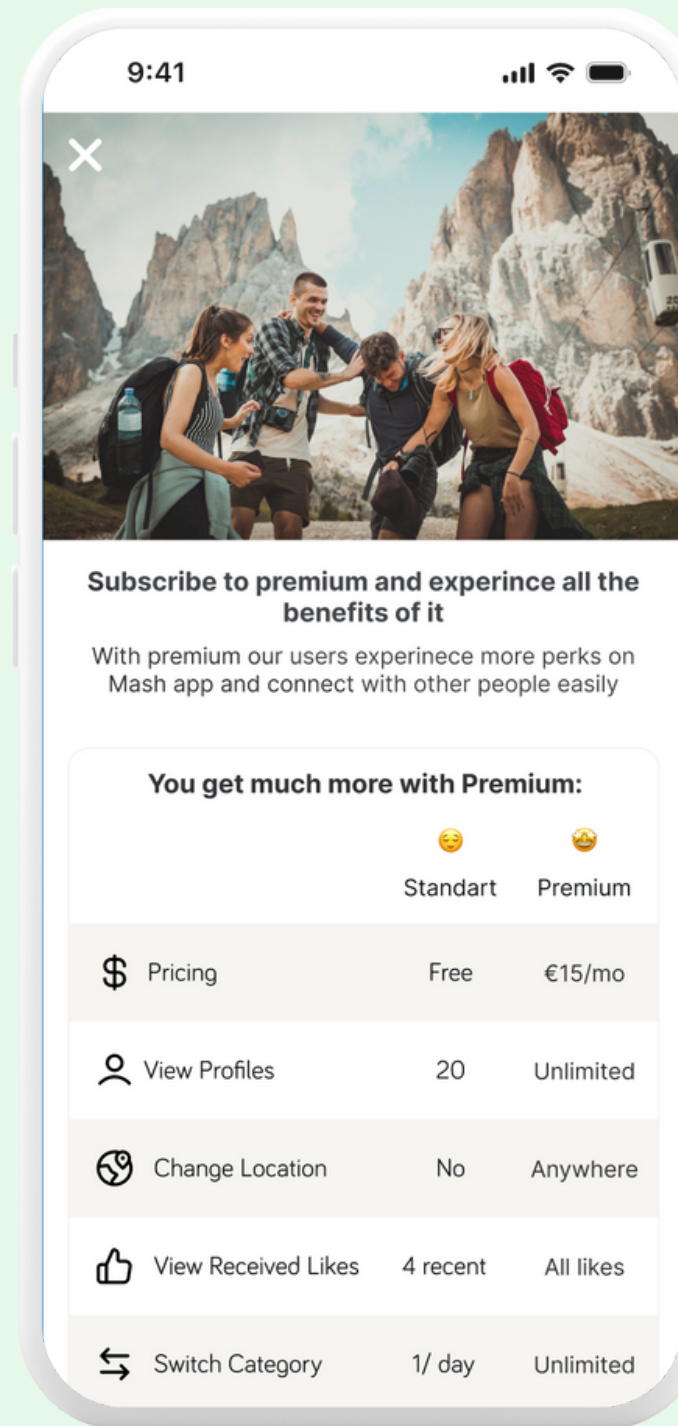 9:41
Subscribe to premium and experince all the
benefits of it
With premium our users experinece more perks on
Mash app and connect with other people easily
You get much more with Premium:
Standart Premium
Pricing Free €15/mo
View Profiles 20 Unlimited
Change Location No Anywhere
View Received Likes 4 recent All likes
Switch Category 1/ day Unlimited